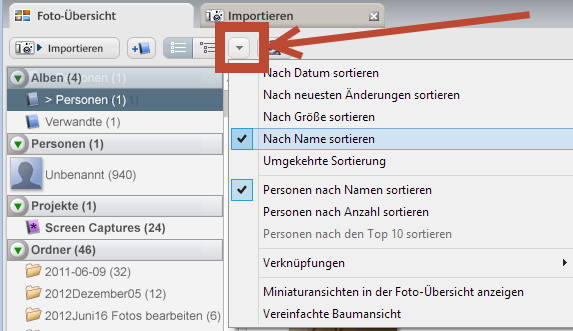 Foto-Übersicht
Importieren
Importieren
Alben (4)
> Personen (1)
Verwandte (1)
Personen (1)
Unbenannt (940)
Projekte (1)
Screen Captures (24)
Ordner (46)
2011-06-09 (32)
2012Dezember05 (12)
2012Juni16 Fotos bearbeiten (6)
Nach Datum sortieren
Nach neuesten Änderungen sortieren
Nach Größe sortieren
Nach Name sortieren
Umgekehrte Sortierung
Personen nach Namen sortieren
Personen nach Anzahl sortieren
Personen nach den Top 10 sortieren
Verknüpfungen
Miniaturansichten in der Foto-Übersicht anzeigen
Vereinfachte Baumansicht